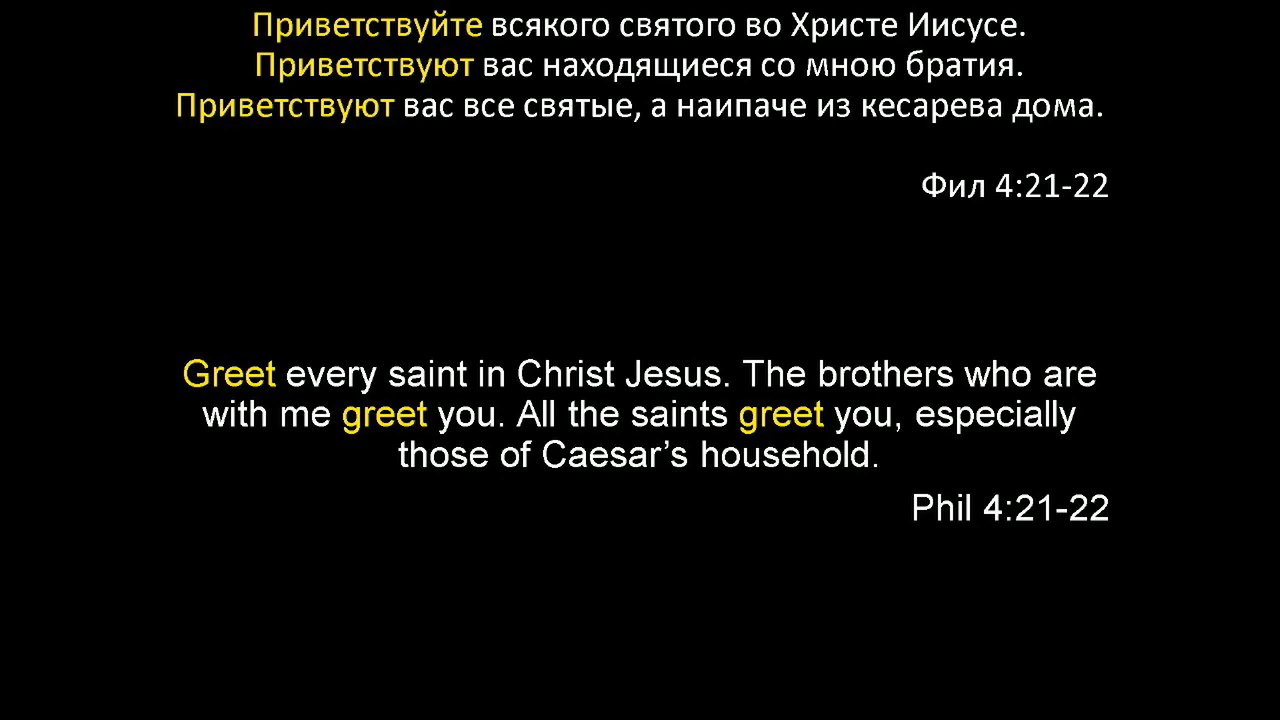 Приветствуйте всякого святого во Христе Иисусе.
Приветствуют вас находящиеся со мною братия.
Приветствуют вас все святые, а наипаче из кесарева дома.
Фил 4:21-22
Greet every saint in Christ Jesus. The brothers who are
with me greet you. All the saints greet you, especially
those of Caesar’s household.
Phil 4:21-22